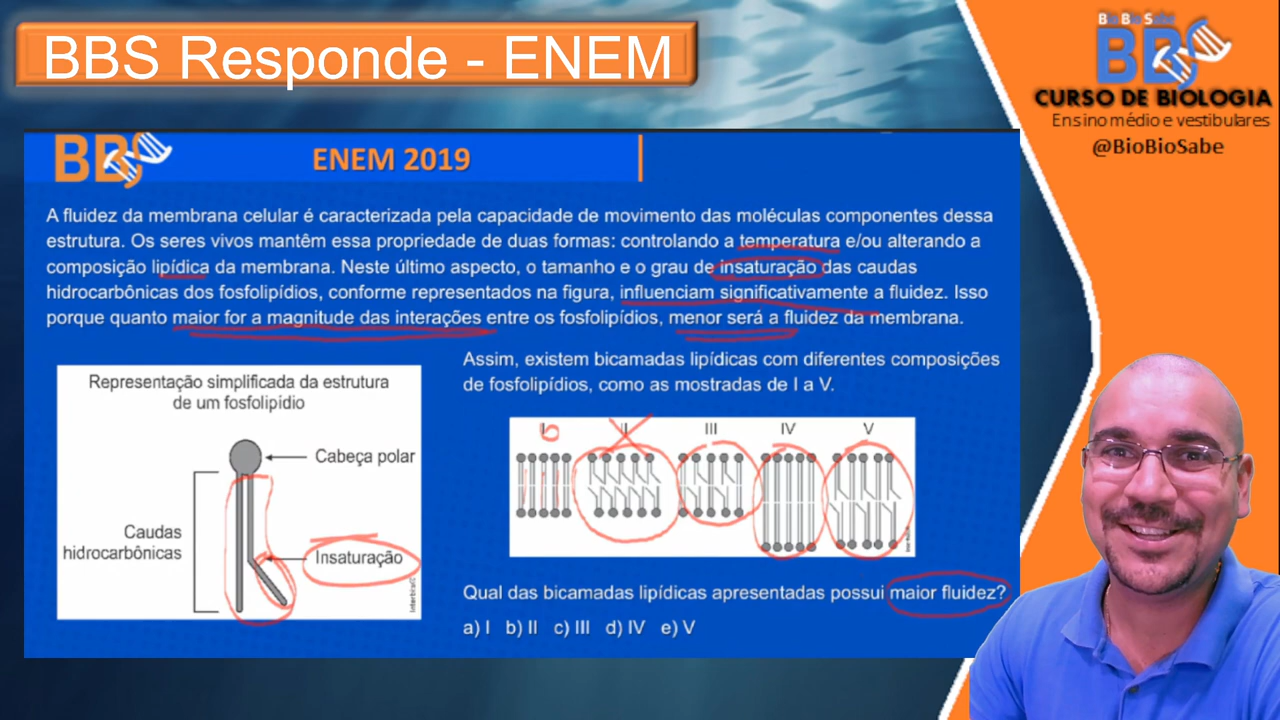 BBS Responde - ENEM
Bio Bio Sabe
BBS
CURSO DE BIOLOGIA
Ensino médio e vestibulares
@BioBioSabe
BBS
ENEM 2019
A fluidez da membrana celular é caracterizada pela capacidade de movimento das moléculas componentes dessa
estrutura. Os seres vivos mantêm essa propriedade de duas formas: controlando a temperatura e/ou alterando a
composição lipídica da membrana. Neste último aspecto, o tamanho e o grau de insaturação das caudas
hidrocarbônicas dos fosfolipídios, conforme representados na figura, influenciam significativamente a fluidez. Isso
porque quanto maior for a magnitude das interações entre os fosfolipídios, menor será a fluidez da membrana.
Representação simplificada da estrutura
de um fosfolipídio
Cabeça polar
Caudas
hidrocarbônicas
Insaturação
Assim, existem bicamadas lipídicas com diferentes composições
de fosfolipídios, como as mostradas de I a V.
I II III IV V
Qual das bicamadas lipídicas apresentadas possui maior fluidez?
a) I b) II c) III d) IV e) V